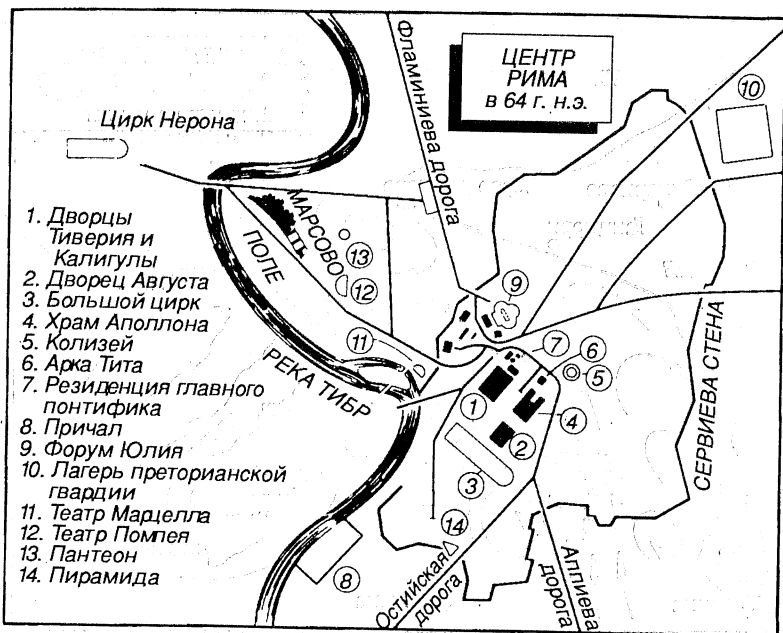 ЦЕНТР
РИМА
в 64 г. н.э.
Цирк Нерона
Фламиниева дорога
10
МАРСОВО
ПОЛЕ
13
12
11
9
7
6
5
1
2
4
3
14
8
РЕКА ТИБР
СЕРВИЕВА СТЕНА
Остийская
дорога
Аппиева
дорога
1. Дворцы
Тиверия и
Калигулы
2. Дворец Августа
3. Большой цирк
4. Храм Аполлона
5. Колизей
6. Арка Тита
7. Резиденция главного
понтифика
8. Причал
9. Форум Юлия
10. Лагерь преторианской
гвардии
11. Театр Марцелла
12. Театр Помпея
13. Пантеон
14. Пирамида